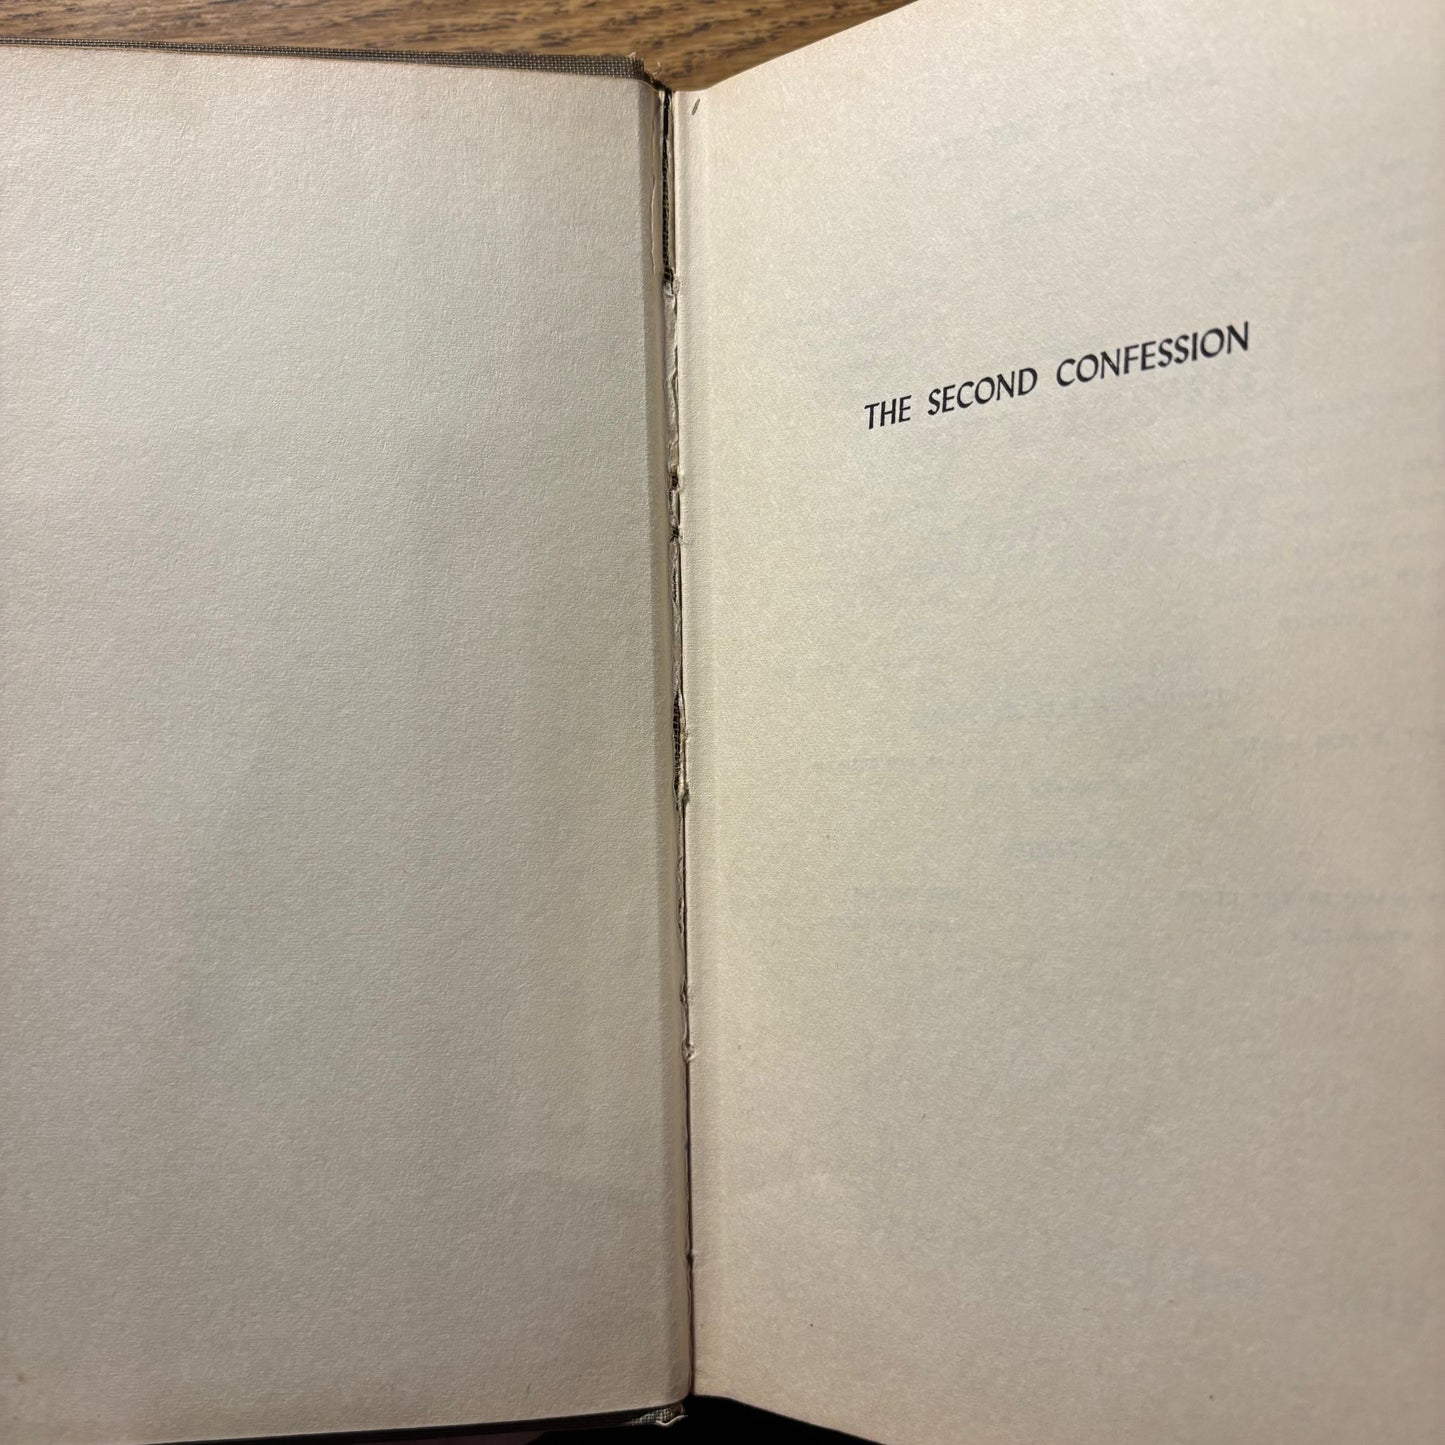 THE SECOND CONFESSION